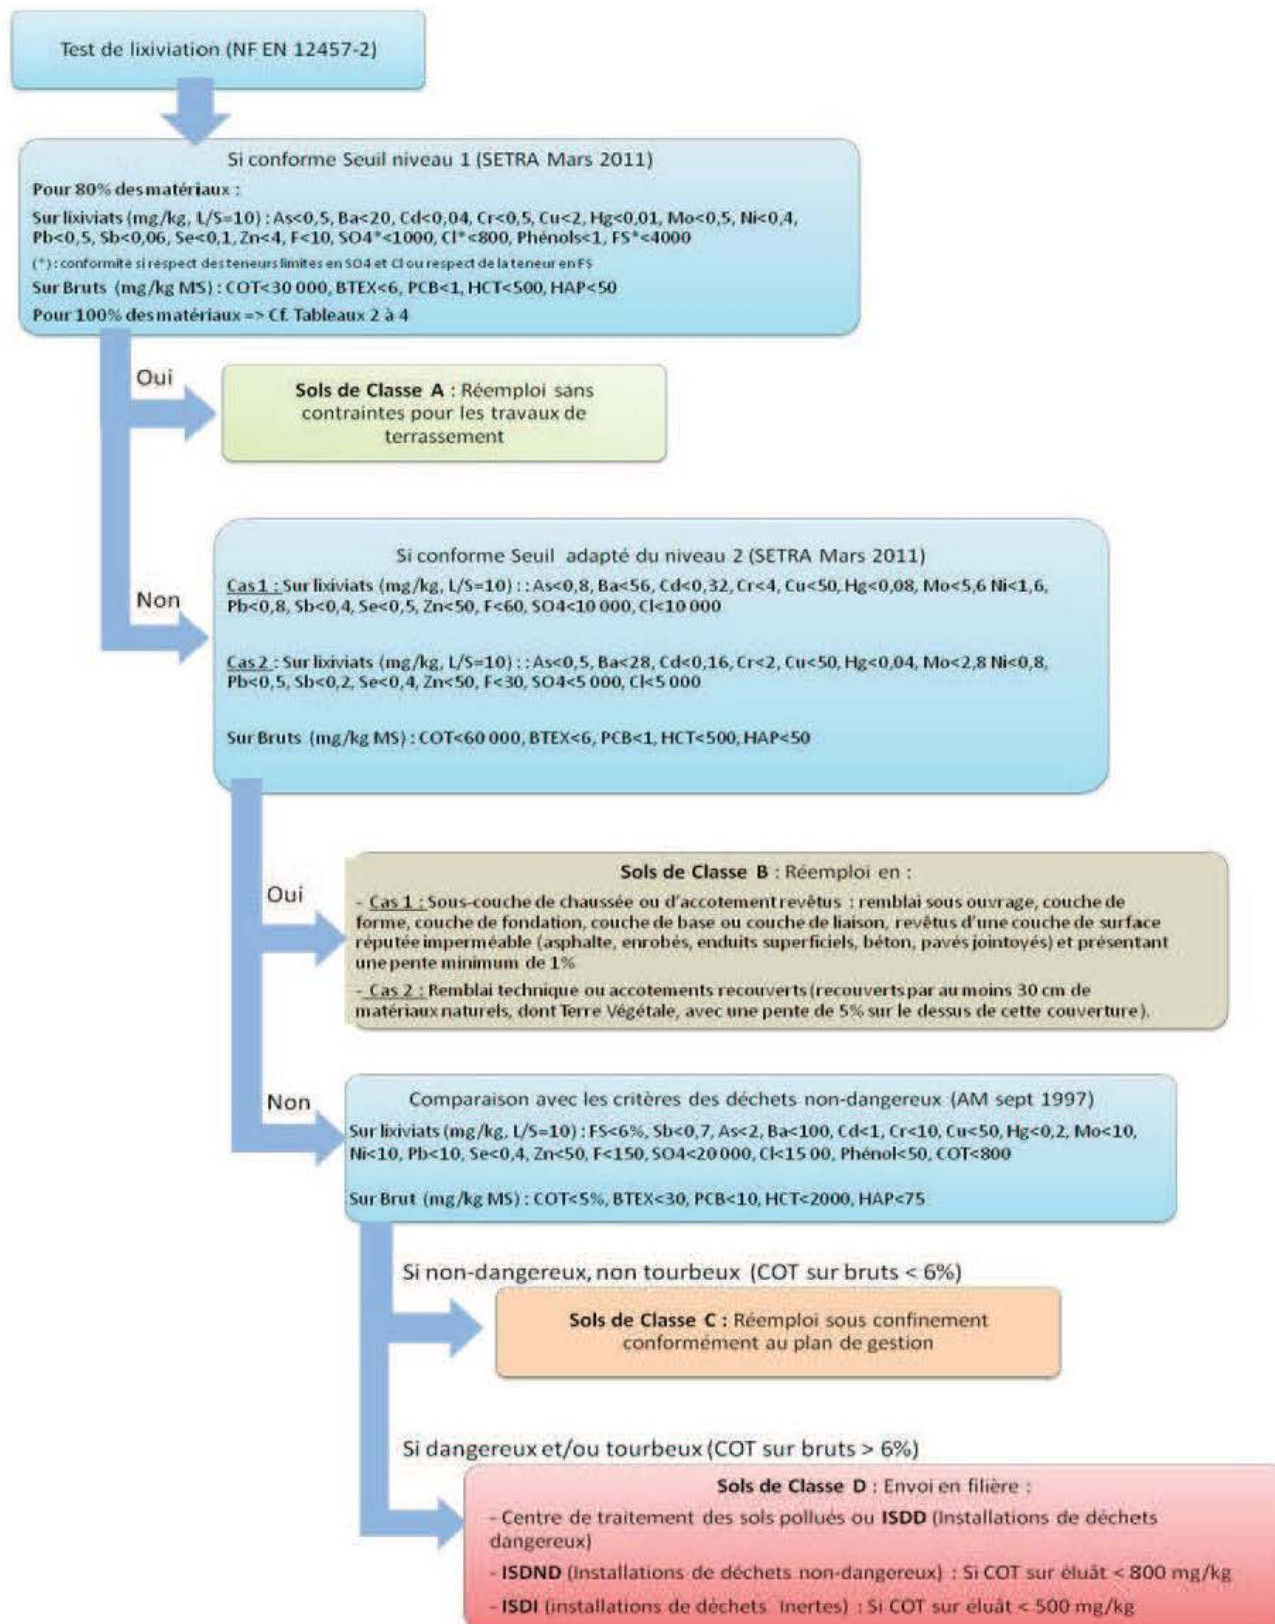 Test de lixiviation (NF EN 12457-2)
Si conforme Seuil niveau 1 (SETRA Mars 2011)
Pour 80% des matériaux :
Sur lixiviats (mg/kg, L/S=10) : As<0,5, Ba<20, Cd<0,04, Cr<0,5, Cu<2, Hg<0,01, Mo<0,5, Ni<0,4,
Pb<0,5, Sb<0,06, Se<0,1, Zn<4, F<10, SO4*<1000, Cl*<800, Phénols<1, FS*<4000
(*) : conformité si respect des teneurs limites en SO4 et Cl ou respect de la teneur en FS
Sur Bruts (mg/kg MS) : COT<30 000, BTEX<6, PCB<1, HCT<500, HAP<50
Pour 100% des matériaux => Cf. Tableaux 2 à 4
Oui
Sols de Classe A : Réemploi sans
contraintes pour les travaux de
terrassement
Non
Si conforme Seuil adapté du niveau 2 (SETRA Mars 2011)
Cas 1 : Sur lixiviats (mg/kg, L/S=10) : : As<0,8, Ba<56, Cd<0,32, Cr<4, Cu<50, Hg<0,08, Mo<5,6 Ni<1,6,
Pb<0,8, Sb<0,4, Se<0,5, Zn<50, F<60, SO4<10 000, Cl<10 000
Cas 2 : Sur lixiviats (mg/kg, L/S=10) : : As<0,5, Ba<28, Cd<0,16, Cr<2, Cu<50, Hg<0,04, Mo<2,8 Ni<0,8,
Pb<0,5, Sb<0,2, Se<0,4, Zn<50, F<30, SO4<5 000, Cl<5 000
Sur Bruts (mg/kg MS) : COT<60 000, BTEX<6, PCB<1, HCT<500, HAP<50
Oui
Sols de Classe B : Réemploi en :
- Cas 1 : Sous-couche de chaussée ou d'accotement revêtus : remblai sous ouvrage, couche de
forme, couche de fondation, couche de base ou couche de liaison, revêtus d'une couche de surface
réputée imperméable (asphalte, enrobés, enduits superficiels, béton, pavés jointoyés) et présentant
une pente minimum de 1%
- Cas 2 : Remblai technique ou accotements recouverts (recouverts par au moins 30 cm de
matériaux naturels, dont Terre Végétale, avec une pente de 5% sur le dessus de cette couverture).
Non
Comparaison avec les critères des déchets non-dangereux (AM sept 1997)
Sur lixiviats (mg/kg, L/S=10) : FS<6%, Sb<0,7, As<2, Ba<100, Cd<1, Cr<10, Cu<50, Hg<0,2, Mo<10,
Ni<10, Pb<10, Se<0,4, Zn<50, F<150, SO4<20 000, Cl<15 00, Phénol<50, COT<800
Sur Brut (mg/kg MS) : COT<5%, BTEX<30, PCB<10, HCT<2000, HAP<75
Si non-dangereux, non tourbeux (COT sur bruts < 6%)
Sols de Classe C : Réemploi sous confinement
conformément au plan de gestion
Si dangereux et/ou tourbeux (COT sur bruts > 6%)
Sols de Classe D : Envoi en filière :
- Centre de traitement des sols pollués ou ISDD (Installations de déchets
dangereux)
- ISDND (Installations de déchets non-dangereux) : Si COT sur éluât < 800 mg/kg
- ISDI (installations de déchets Inertes) : Si COT sur éluât < 500 mg/kg